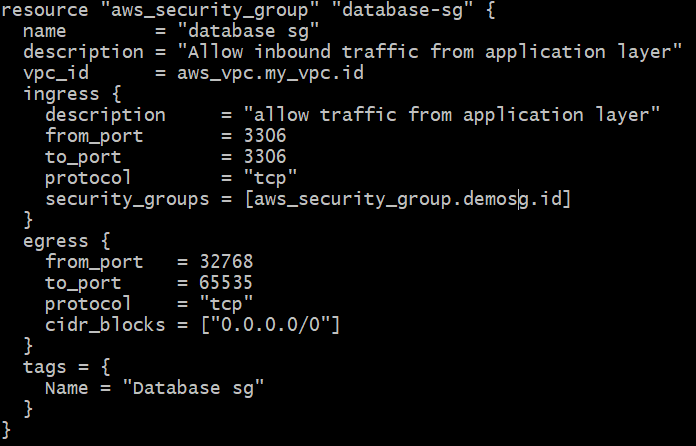 resource "aws_security_group" "database-sg" {
  name        = "database sg"
  description = "Allow inbound traffic from application layer"
  vpc_id      = aws_vpc.my_vpc.id
  ingress {
    description     = "allow traffic from application layer"
    from_port       = 3306
    to_port         = 3306
    protocol        = "tcp"
    security_groups = [aws_security_group.demosg.id]
  }
  egress {
    from_port   = 32768
    to_port     = 65535
    protocol    = "tcp"
    cidr_blocks = ["0.0.0.0/0"]
  }
  tags = {
    Name = "Database sg"
  }
}